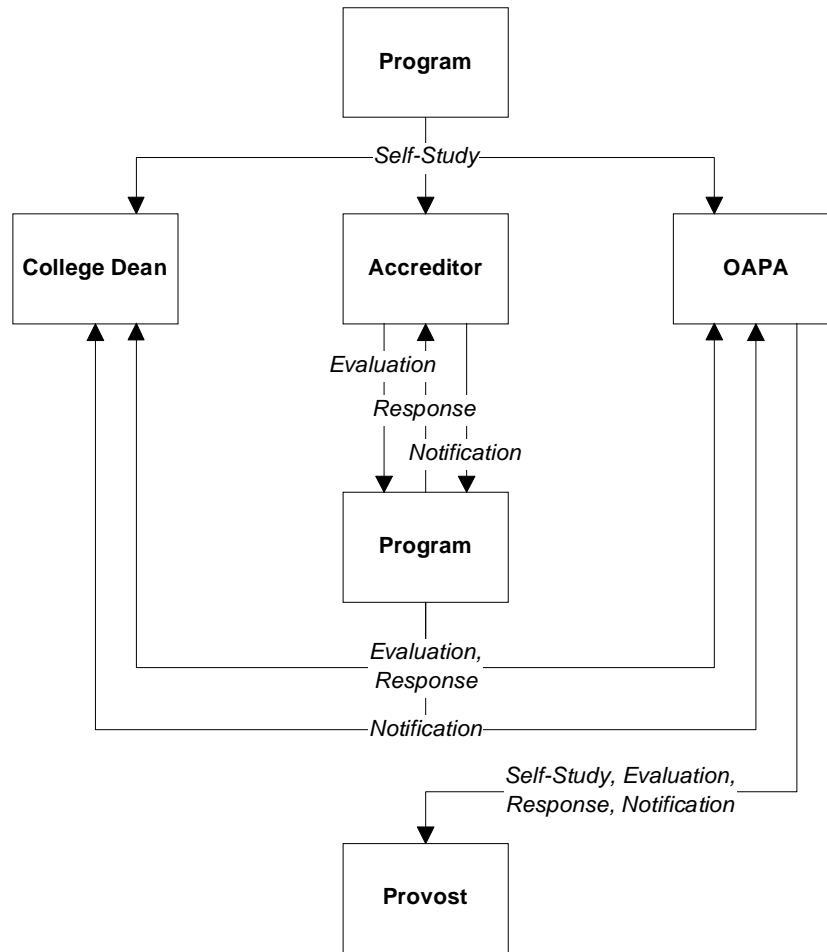 Program
Self-Study
College Dean
Accreditor
OAPA
Evaluation
Response
Notification
Program
Evaluation,
Response
Notification
Self-Study, Evaluation,
Response, Notification
Provost